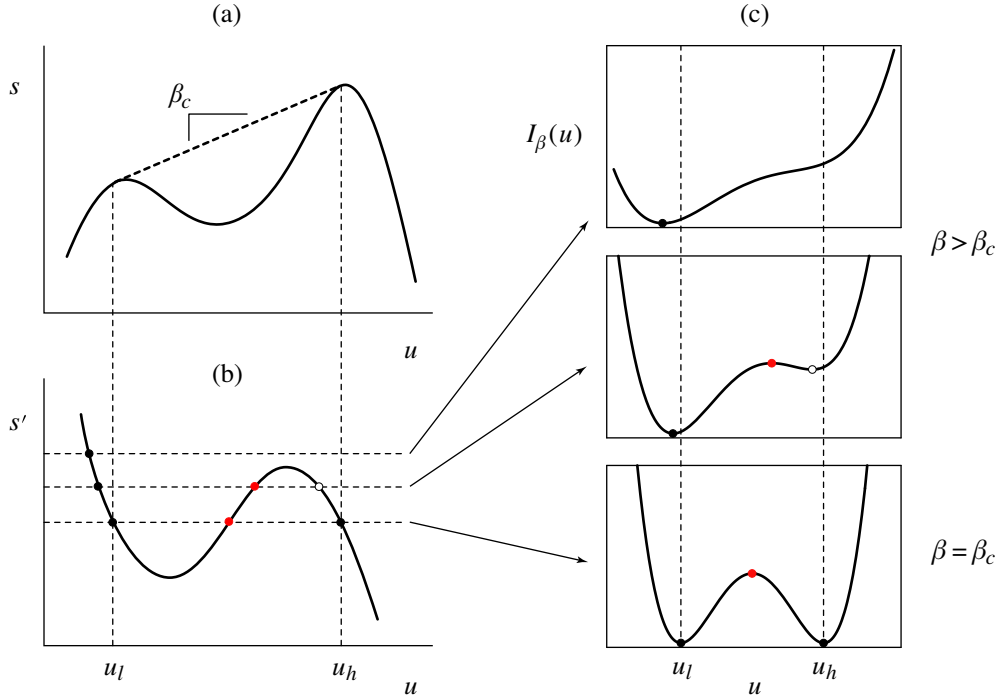 (a)
s
β_c
u
(b)
s′
u_l
u_h
u
(c)
I_β(u)
β > β_c
β = β_c
u_l
u_h
u